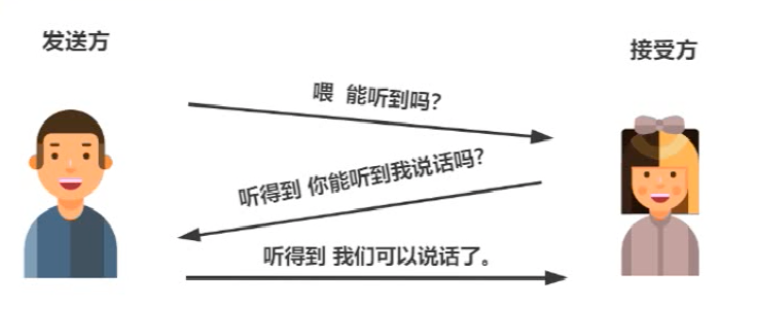 发送方
接受方
喂 能听到吗?
听得到 你能听到我说话吗?
听得到 我们可以说话了。